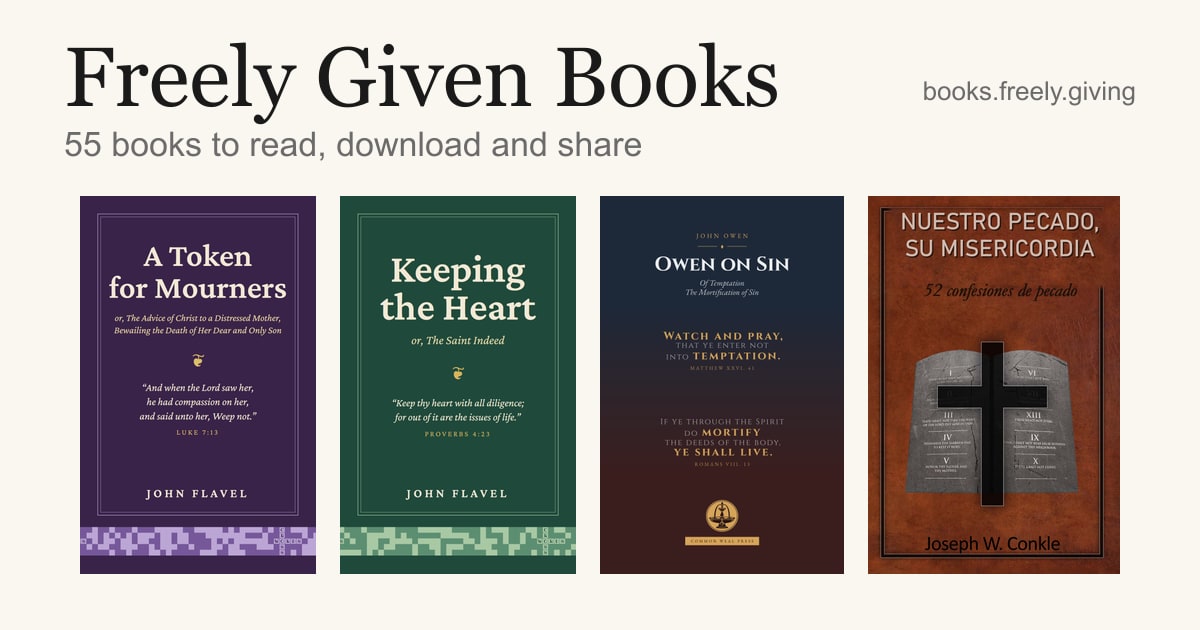 Freely Given Books
books.freely.giving
55 books to read, download and share
A Token
for Mourners
or, The Advice of Christ to a Distressed Mother,
Bewailing the Death of Her Dear and Only Son
“And when the Lord saw her,
he had compassion on her,
and said unto her, Weep not.”
LUKE 7:13
JOHN FLAVEL
Keeping
the Heart
or, The Saint Indeed
“Keep thy heart with all diligence;
for out of it are the issues of life.”
PROVERBS 4:23
JOHN FLAVEL
JOHN OWEN
OWEN ON SIN
Of Temptation
The Mortification of Sin
WATCH AND PRAY,
THAT YE ENTER NOT
INTO TEMPTATION.
MATTHEW XXVI. 41
IF YE THROUGH THE SPIRIT
DO MORTIFY
THE DEEDS OF THE BODY,
YE SHALL LIVE.
ROMANS VIII. 13
COMMON WEAL PRESS
NUESTRO PECADO,
SU MISERICORDIA
52 confesiones de pecado
I
VI
III
XIII
IV
IX
V
X
Joseph W. Conkle